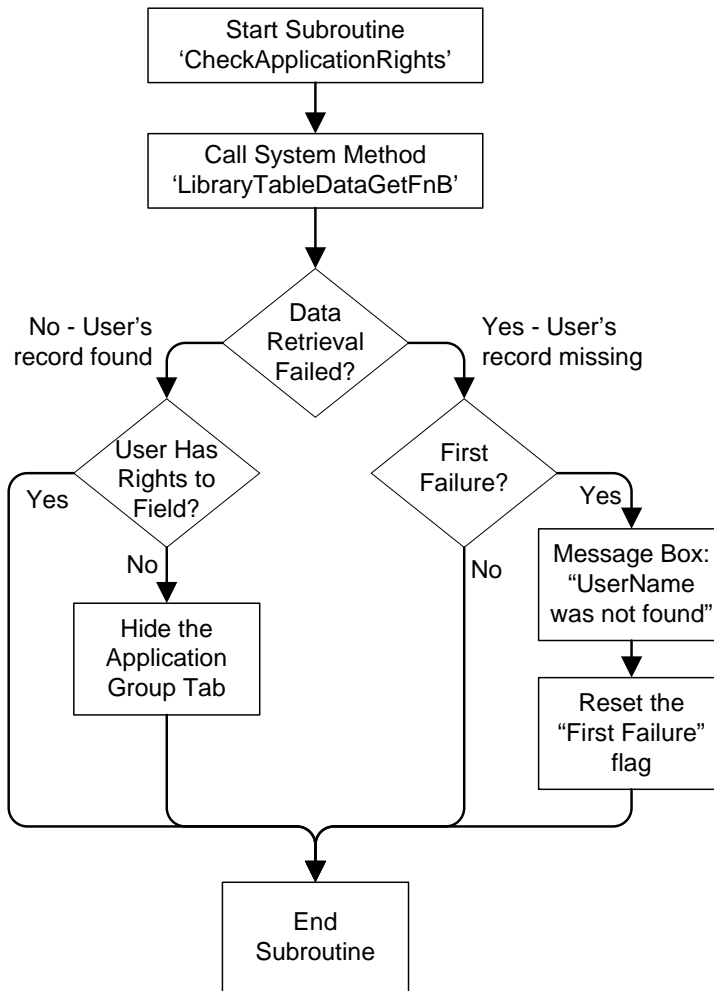 Start Subroutine
‘CheckApplicationRights’
Call System Method
‘LibraryTableDataGetFnB’
Data
Retrieval
Failed?
No - User's
record found
Yes - User's
record missing
User Has
Rights to
Field?
Yes
No
First
Failure?
Yes
No
Hide the
Application
Group Tab
Message Box:
“UserName
was not found”
Reset the
“First Failure”
flag
End
Subroutine